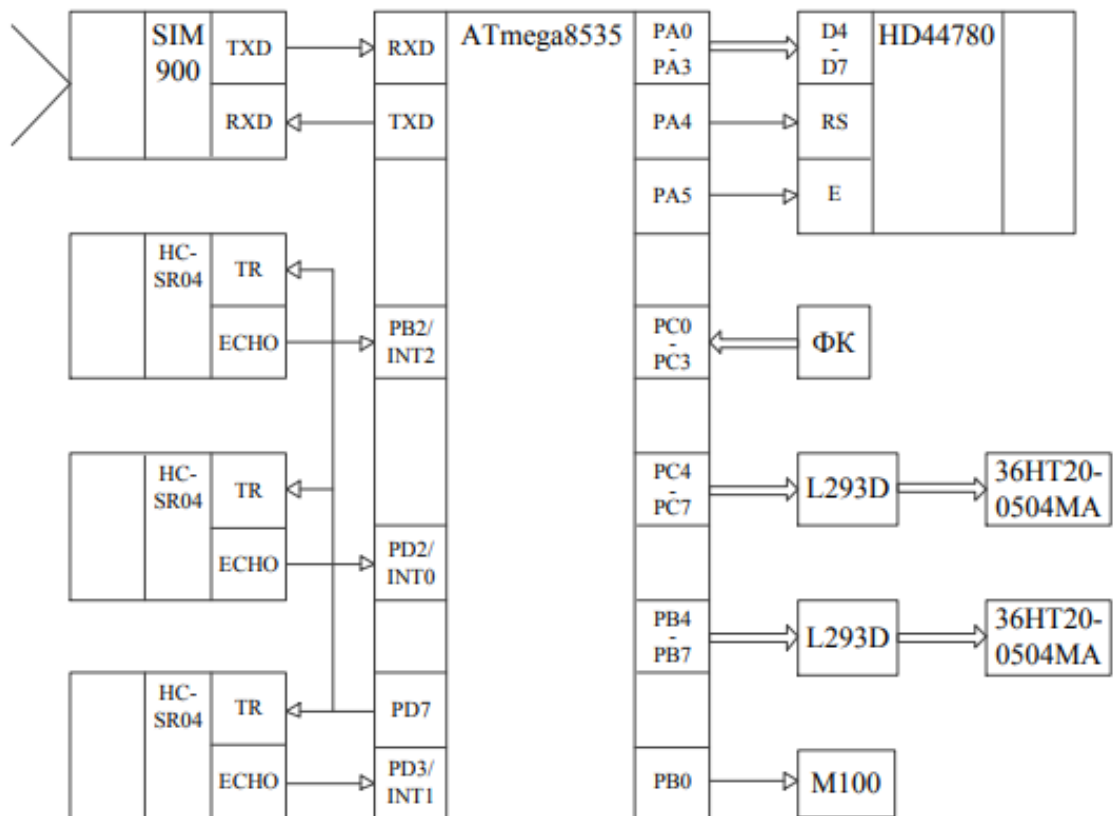 SIM
900
TXD
RXD
RXD
TXD
ATmega8535
PA0
-
PA3
PA4
PA5
D4
-
D7
RS
E
HD44780
HC-
SR04
TR
ECHO
PB2/
INT2
PC0
-
PC3
ФК
HC-
SR04
TR
ECHO
PD2/
INT0
PC4
-
PC7
L293D
36HT20-
0504MA
PB4
-
PB7
L293D
36HT20-
0504MA
HC-
SR04
TR
ECHO
PD7
PD3/
INT1
PB0
M100